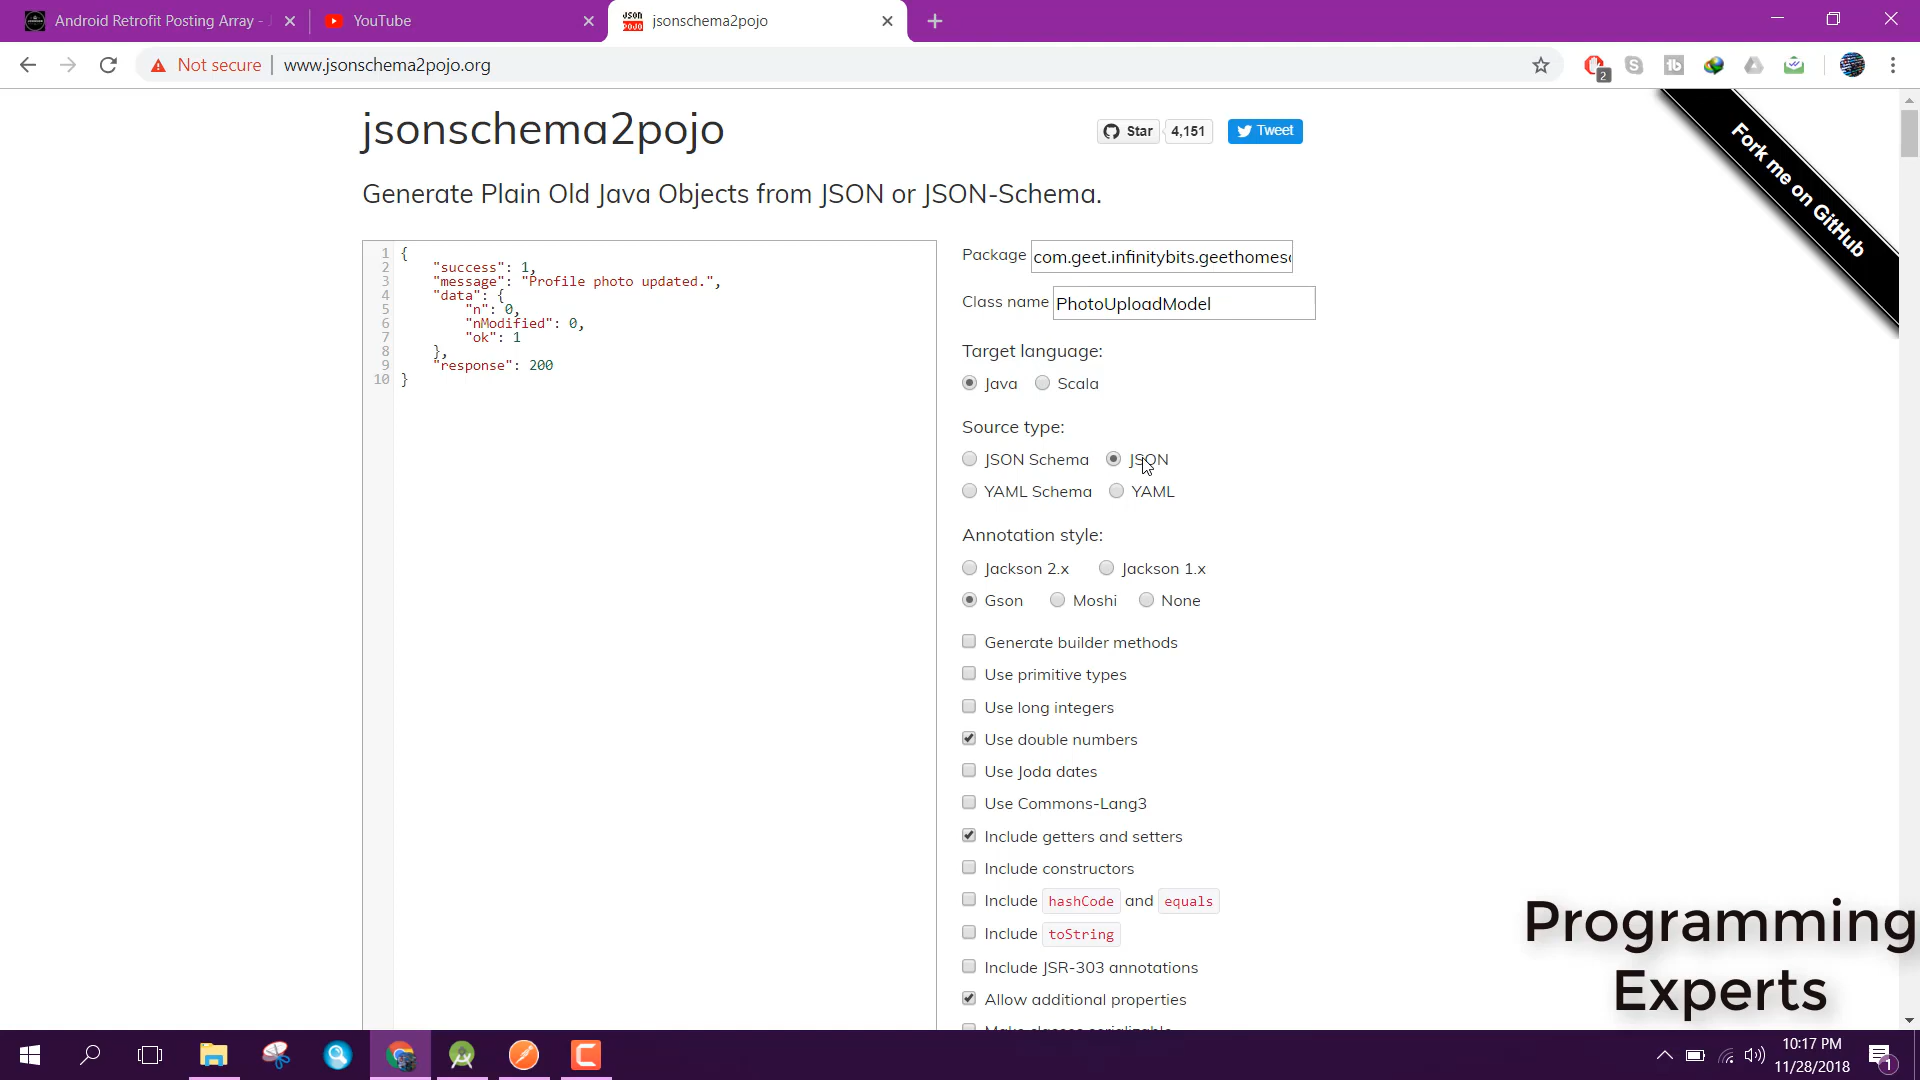 Android Retrofit Posting Array -
YouTube
jsonschema2pojo
Not secure
www.jsonschema2pojo.org
2
jsonschema2pojo
Star
4,151
Tweet
Fork me on GitHub
Generate Plain Old Java Objects from JSON or JSON-Schema.
1 {
2 "success": 1,
3 "message": "Profile photo updated.",
4 "data": {
5 "n": 0,
6 "nModified": 0,
7 "ok": 1
8 },
9 "response": 200
10 }
Package com.geet.infinitybits.geethomes
Class name PhotoUploadModel
Target language:
Java Scala
Source type:
JSON Schema JSON
YAML Schema YAML
Annotation style:
Jackson 2.x Jackson 1.x
Gson Moshi None
Generate builder methods
Use primitive types
Use long integers
Use double numbers
Use Joda dates
Use Commons-Lang3
Include getters and setters
Include constructors
Include hashCode and equals
Include toString
Include JSR-303 annotations
Allow additional properties
Make classes serializable
Programming
Experts
10:17 PM
11/28/2018
1